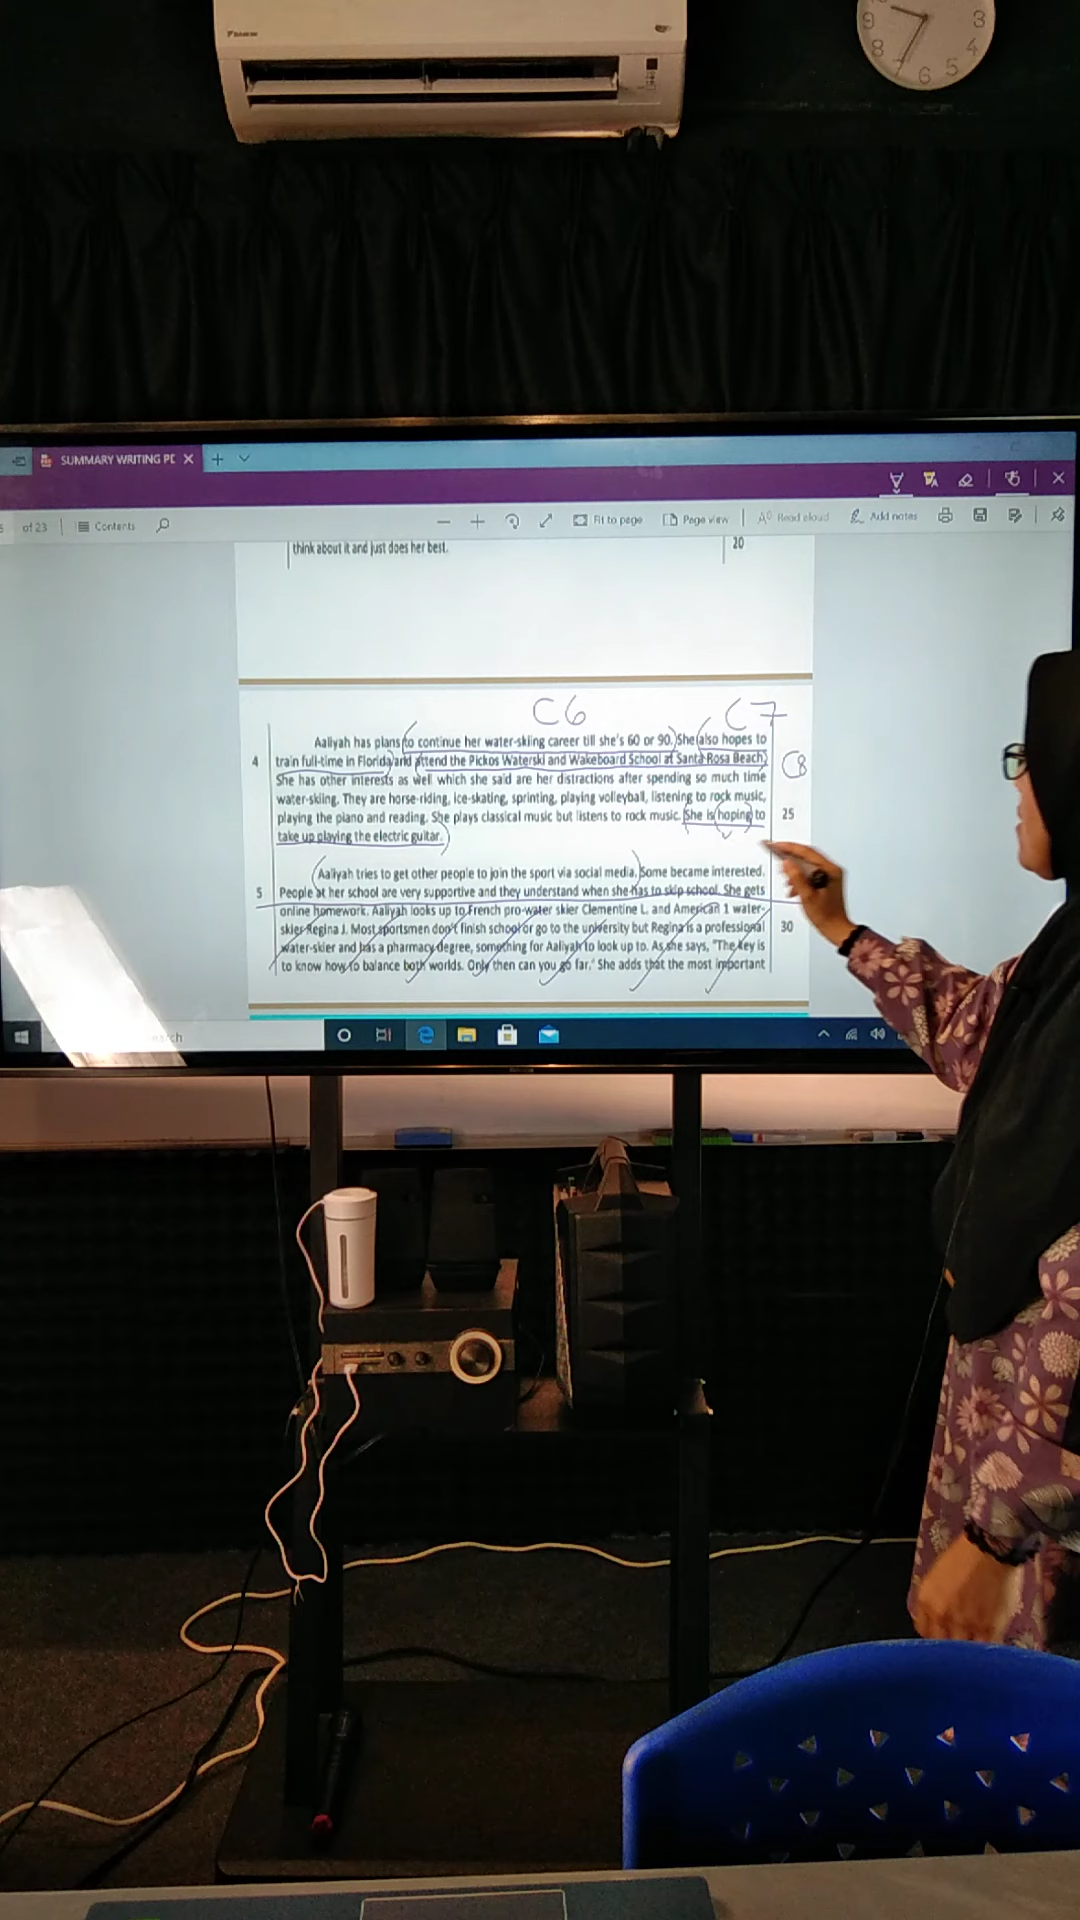 DAIKIN
9 3
8 4
7 6 5
SUMMARY WRITING PD
of 23 Contents Fit to page Page view Read aloud Add notes
think about it and just does her best. 20
C6 C7
Aaliyah has plans to continue her water-skiing career till she's 60 or 90. She also hopes to
4 train full-time in Florida and attend the Pickos Waterski and Wakeboard School at Santa Rosa Beach. C8
She has other interests as well which she said are her distractions after spending so much time
water-skiing. They are horse-riding, ice-skating, sprinting, playing volleyball, listening to rock music,
playing the piano and reading. She plays classical music but listens to rock music. She is hoping to 25
take up playing the electric guitar.
Aaliyah tries to get other people to join the sport via social media. Some became interested.
5 People at her school are very supportive and they understand when she has to skip school. She gets
online homework. Aaliyah looks up to French pro-water skier Clementine L. and American 1 water-
skier Regina J. Most sportsmen don't finish school or go to the university but Regina is a professional 30
water-skier and has a pharmacy degree, something for Aaliyah to look up to. As she says, "The key is
to know how to balance both worlds. Only then can you go far.' She adds that the most important